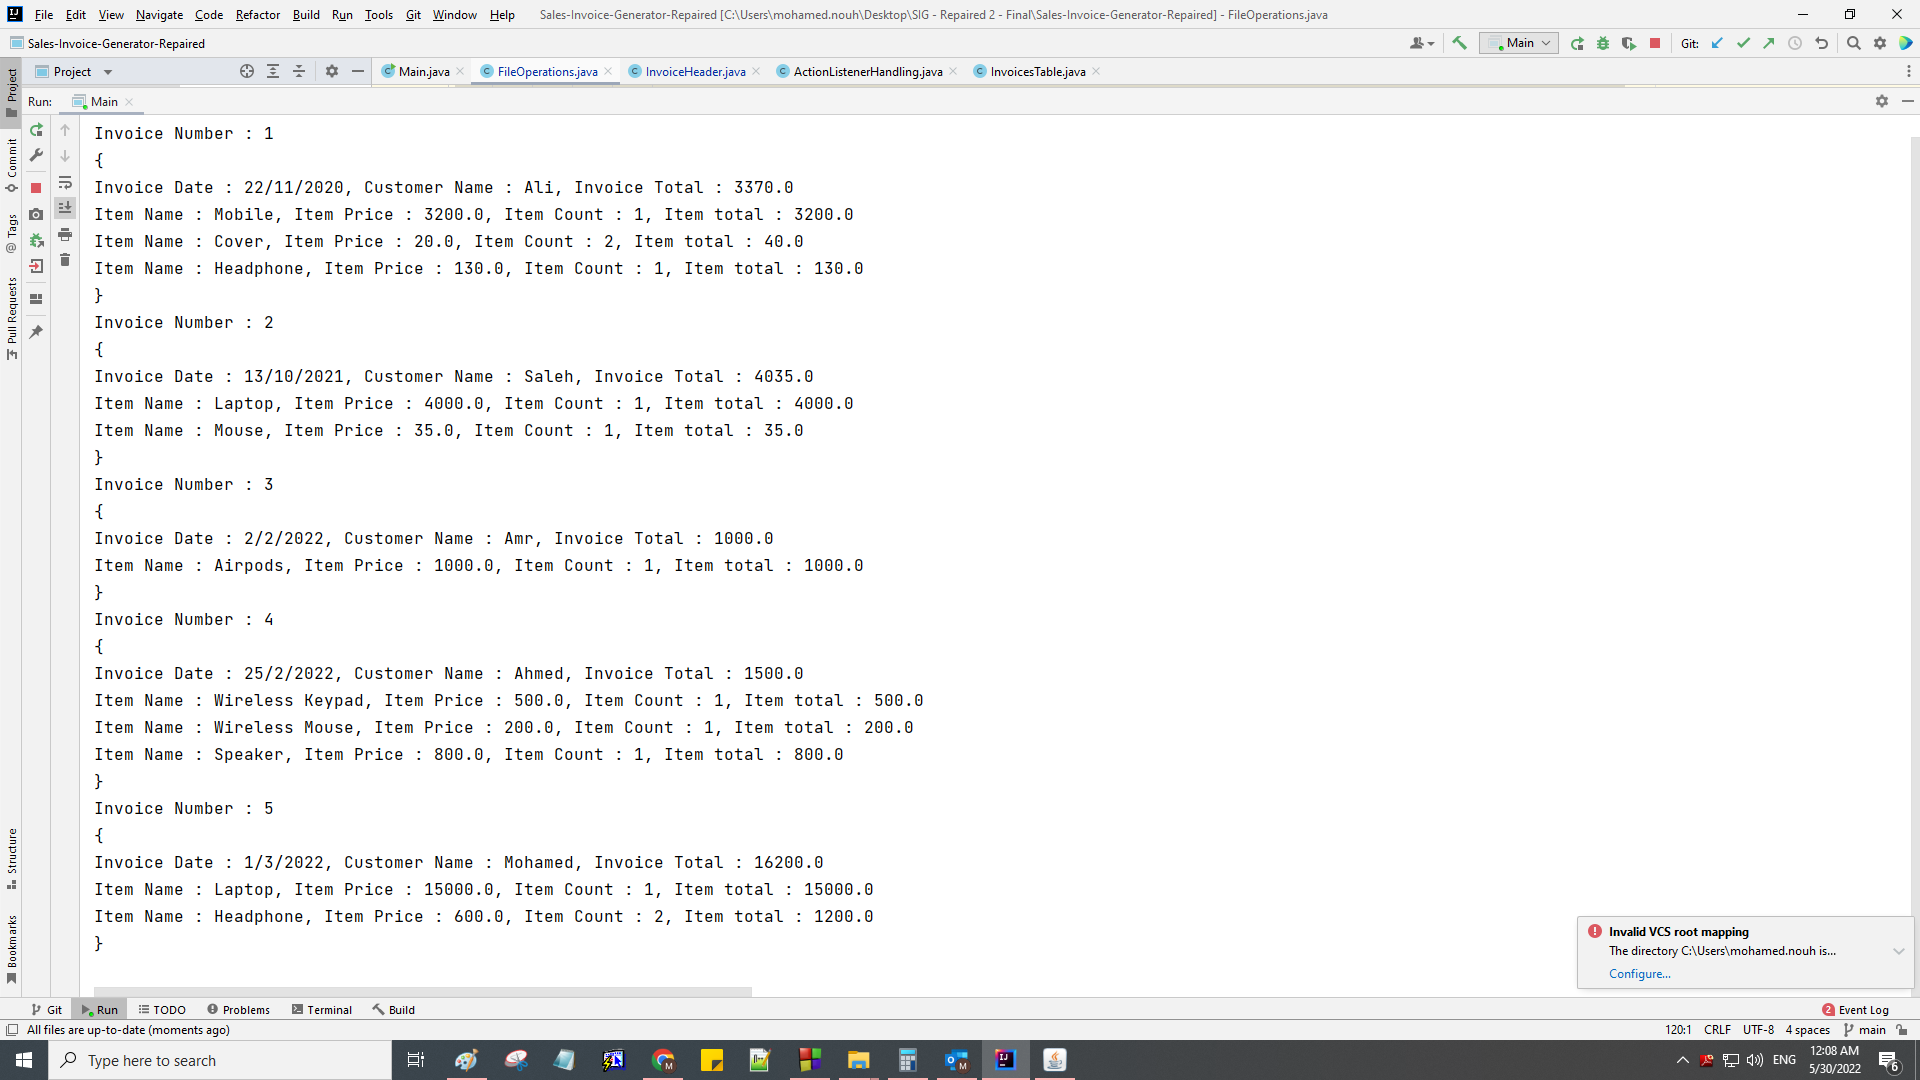 File Edit View Navigate Code Refactor Build Run Tools Git Window Help Sales-Invoice-Generator-Repaired [C:\Users\mohamed.nouh\Desktop\SIG - Repaired 2 - Final\Sales-Invoice-Generator-Repaired] - FileOperations.java
Sales-Invoice-Generator-Repaired Main Git:
Project Main.java FileOperations.java InvoiceHeader.java ActionListenerHandling.java InvoicesTable.java
Run: Main
Project
Commit
Tags
Pull Requests
Structure
Bookmarks
Invoice Number : 1
{
Invoice Date : 22/11/2020, Customer Name : Ali, Invoice Total : 3370.0
Item Name : Mobile, Item Price : 3200.0, Item Count : 1, Item total : 3200.0
Item Name : Cover, Item Price : 20.0, Item Count : 2, Item total : 40.0
Item Name : Headphone, Item Price : 130.0, Item Count : 1, Item total : 130.0
}
Invoice Number : 2
{
Invoice Date : 13/10/2021, Customer Name : Saleh, Invoice Total : 4035.0
Item Name : Laptop, Item Price : 4000.0, Item Count : 1, Item total : 4000.0
Item Name : Mouse, Item Price : 35.0, Item Count : 1, Item total : 35.0
}
Invoice Number : 3
{
Invoice Date : 2/2/2022, Customer Name : Amr, Invoice Total : 1000.0
Item Name : Airpods, Item Price : 1000.0, Item Count : 1, Item total : 1000.0
}
Invoice Number : 4
{
Invoice Date : 25/2/2022, Customer Name : Ahmed, Invoice Total : 1500.0
Item Name : Wireless Keypad, Item Price : 500.0, Item Count : 1, Item total : 500.0
Item Name : Wireless Mouse, Item Price : 200.0, Item Count : 1, Item total : 200.0
Item Name : Speaker, Item Price : 800.0, Item Count : 1, Item total : 800.0
}
Invoice Number : 5
{
Invoice Date : 1/3/2022, Customer Name : Mohamed, Invoice Total : 16200.0
Item Name : Laptop, Item Price : 15000.0, Item Count : 1, Item total : 15000.0
Item Name : Headphone, Item Price : 600.0, Item Count : 2, Item total : 1200.0
}
Invalid VCS root mapping
The directory C:\Users\mohamed.nouh is...
Configure...
Git Run TODO Problems Terminal Build 2 Event Log
All files are up-to-date (moments ago) 120:1 CRLF UTF-8 4 spaces main
Type here to search ENG 12:08 AM
5/30/2022 6